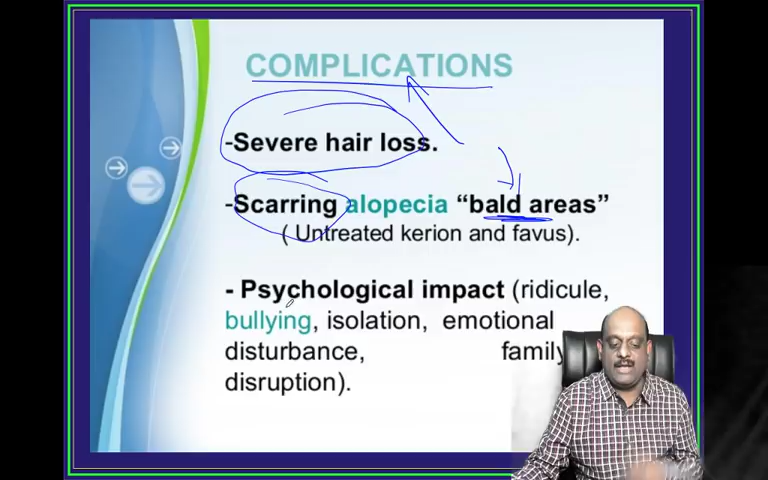 COMPLICATIONS
-Severe hair loss.
-Scarring alopecia “bald areas”
( Untreated kerion and favus).
- Psychological impact (ridicule,
bullying, isolation, emotional
disturbance, family
disruption).